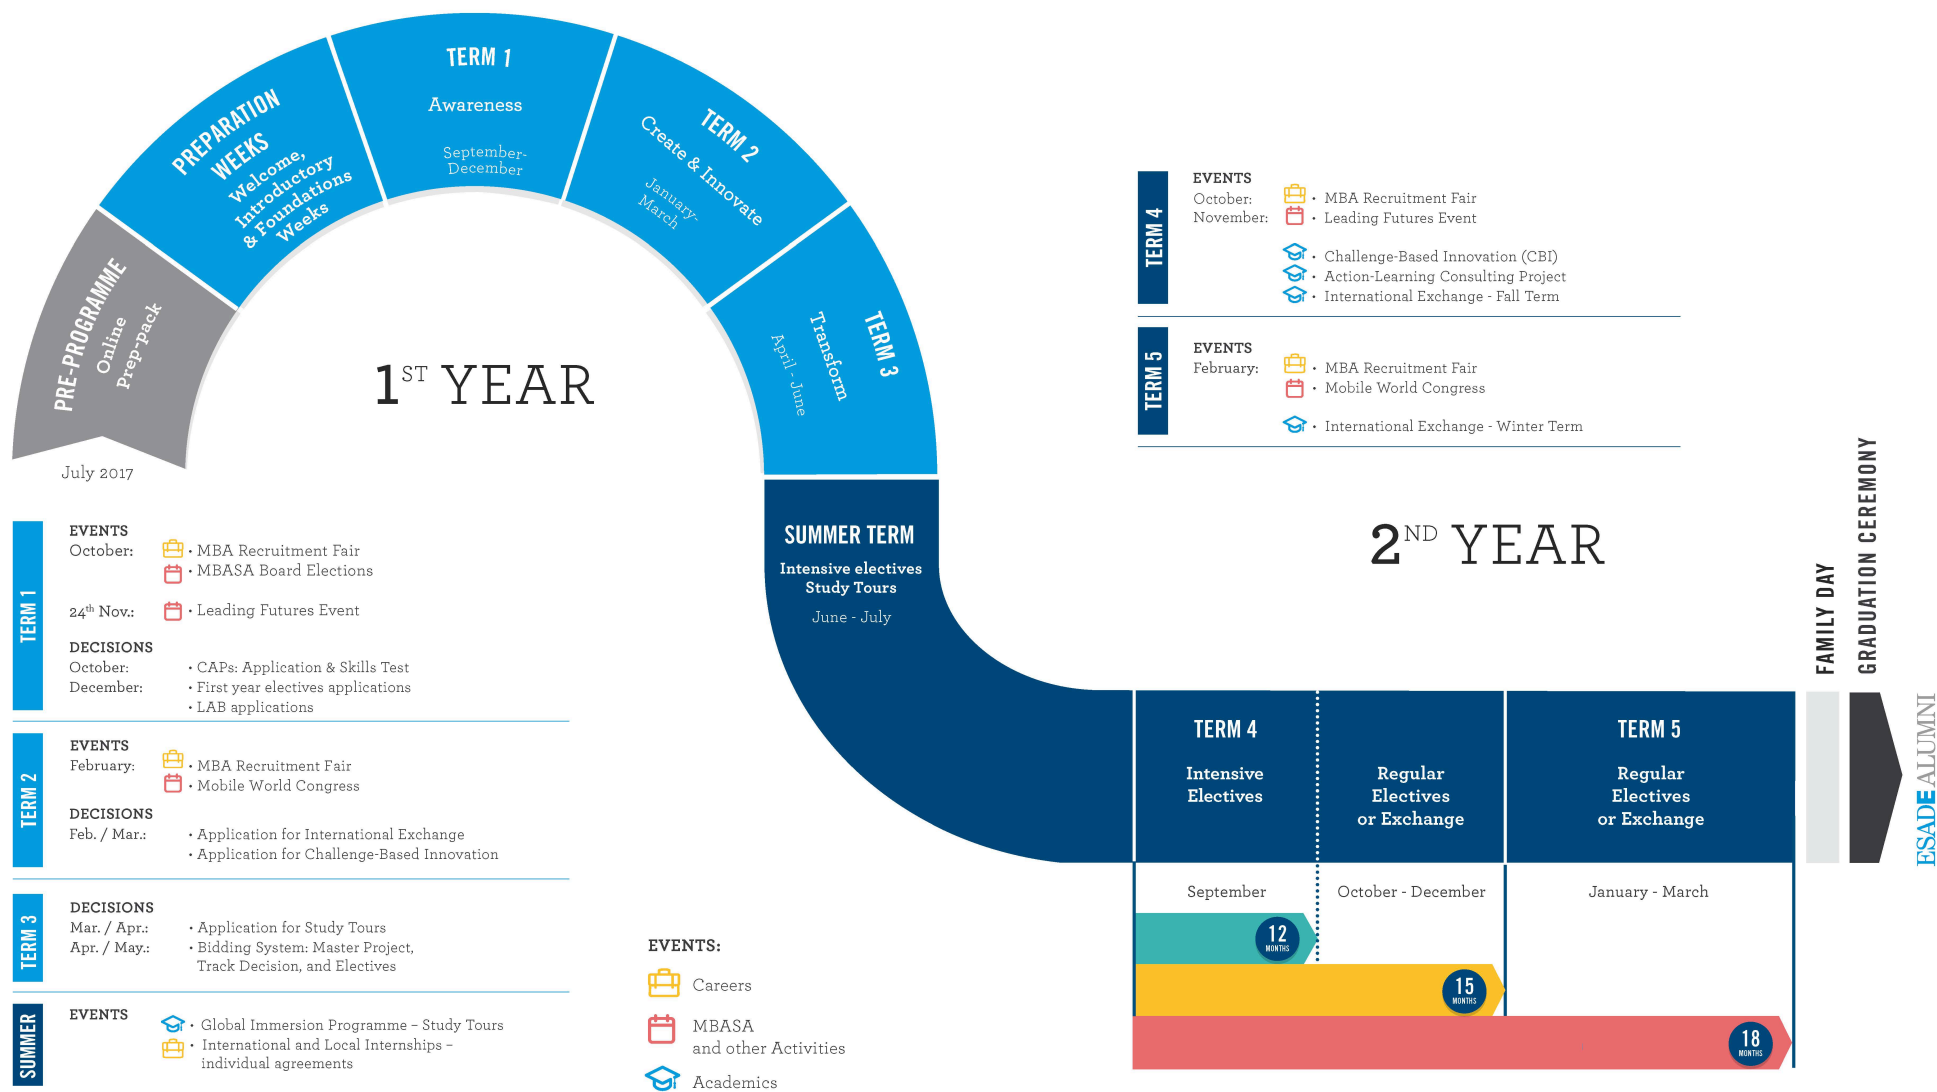 PRE-PROGRAMME
Online
Prep-pack
July 2017
PREPARATION
WEEKS
Welcome,
Introductory
& Foundations
Weeks
TERM 1
Awareness
September-
December
TERM 2
Create & Innovate
January-
March
TERM 3
Transform
April - June
1ST YEAR
SUMMER TERM
Intensive electives
Study Tours
June - July
TERM 1
EVENTS
October:
• MBA Recruitment Fair
• MBASA Board Elections
24th Nov.:
• Leading Futures Event
DECISIONS
October:
• CAPs: Application & Skills Test
December:
• First year electives applications
• LAB applications
TERM 2
EVENTS
February:
• MBA Recruitment Fair
• Mobile World Congress
DECISIONS
Feb. / Mar.:
• Application for International Exchange
• Application for Challenge-Based Innovation
TERM 3
DECISIONS
Mar. / Apr.:
• Application for Study Tours
Apr. / May.:
• Bidding System: Master Project,
Track Decision, and Electives
SUMMER
EVENTS
• Global Immersion Programme – Study Tours
• International and Local Internships –
individual agreements
EVENTS:
Careers
MBASA
and other Activities
Academics
TERM 4
EVENTS
October:
• MBA Recruitment Fair
November:
• Leading Futures Event
• Challenge-Based Innovation (CBI)
• Action-Learning Consulting Project
• International Exchange - Fall Term
TERM 5
EVENTS
February:
• MBA Recruitment Fair
• Mobile World Congress
• International Exchange - Winter Term
2ND YEAR
TERM 4
Intensive
Electives
Regular
Electives
or Exchange
TERM 5
Regular
Electives
or Exchange
September
October - December
January - March
12
MONTHS
15
MONTHS
18
MONTHS
FAMILY DAY
GRADUATION CEREMONY
ESADE ALUMNI